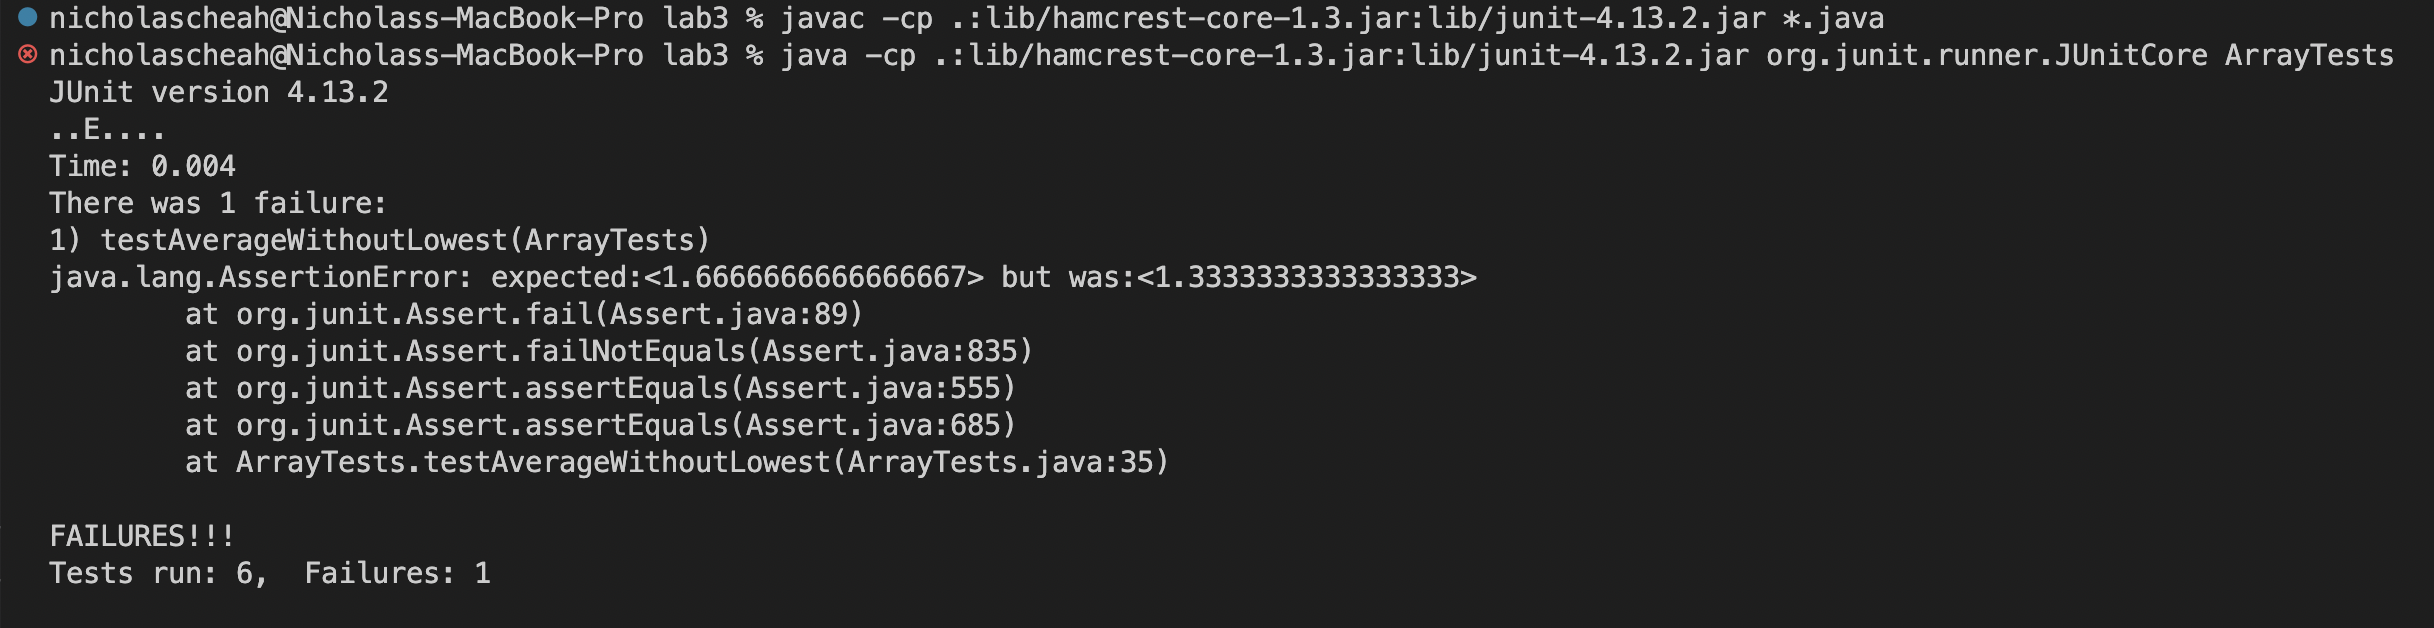 nicholascheah@Nicholass-MacBook-Pro lab3 % javac -cp .:lib/hamcrest-core-1.3.jar:lib/junit-4.13.2.jar *.java
nicholascheah@Nicholass-MacBook-Pro lab3 % java -cp .:lib/hamcrest-core-1.3.jar:lib/junit-4.13.2.jar org.junit.runner.JUnitCore ArrayTests
JUnit version 4.13.2
..E....
Time: 0.004
There was 1 failure:
1) testAverageWithoutLowest(ArrayTests)
java.lang.AssertionError: expected:<1.6666666666666667> but was:<1.3333333333333333>
        at org.junit.Assert.fail(Assert.java:89)
        at org.junit.Assert.failNotEquals(Assert.java:835)
        at org.junit.Assert.assertEquals(Assert.java:555)
        at org.junit.Assert.assertEquals(Assert.java:685)
        at ArrayTests.testAverageWithoutLowest(ArrayTests.java:35)
FAILURES!!!
Tests run: 6,  Failures: 1